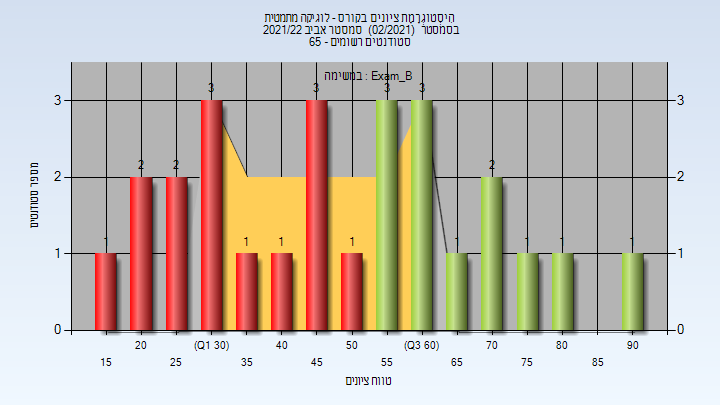 הִיסְטוֹגְרָמָת ציונים בקורס - לוגיקה מתמטית
בסמסטר (02/2021) סמסטר אביב 2021/22
סטודנטים רשומים - 65
במשימה : Exam_B
מספר סטודנטים
3 3
2 2
1 1
0 0
1 2 2 3 1 1 3 1 3 3 1 2 1 1 1
20 (Q1 30) 40 50 (Q3 60) 70 80 90
15 25 35 45 55 65 75 85
טווח ציונים